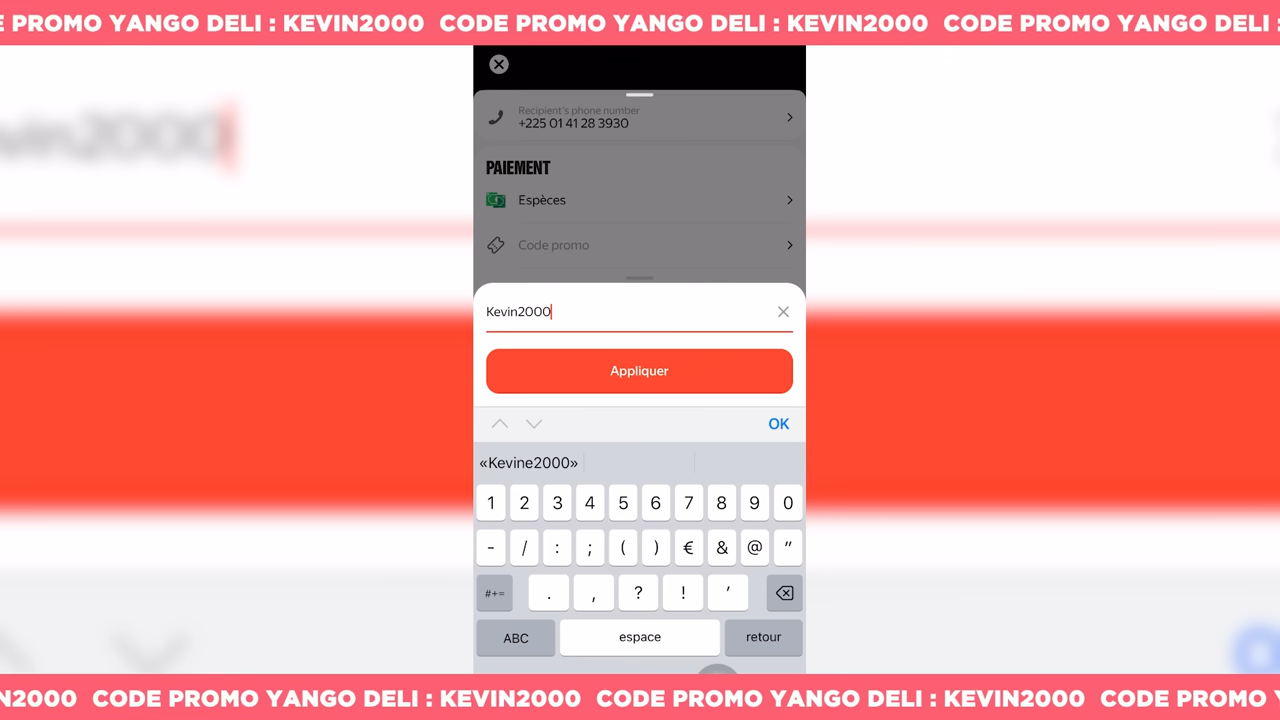 E PROMO YANGO DELI : KEVIN2000 CODE PROMO YANGO DELI : KEVIN2000 CODE PROMO YANGO DELI :
Recipient's phone number
+225 01 41 28 3930
PAIEMENT
Espèces
Code promo
Kevin2000
Appliquer
OK
«Kevine2000»
1 2 3 4 5 6 7 8 9 0
- / : ; ( ) € & @ "
#+= . , ? ! '
ABC espace retour
N2000 CODE PROMO YANGO DELI : KEVIN2000 CODE PROMO YANGO DELI : KEVIN2000 CODE PROMO Y